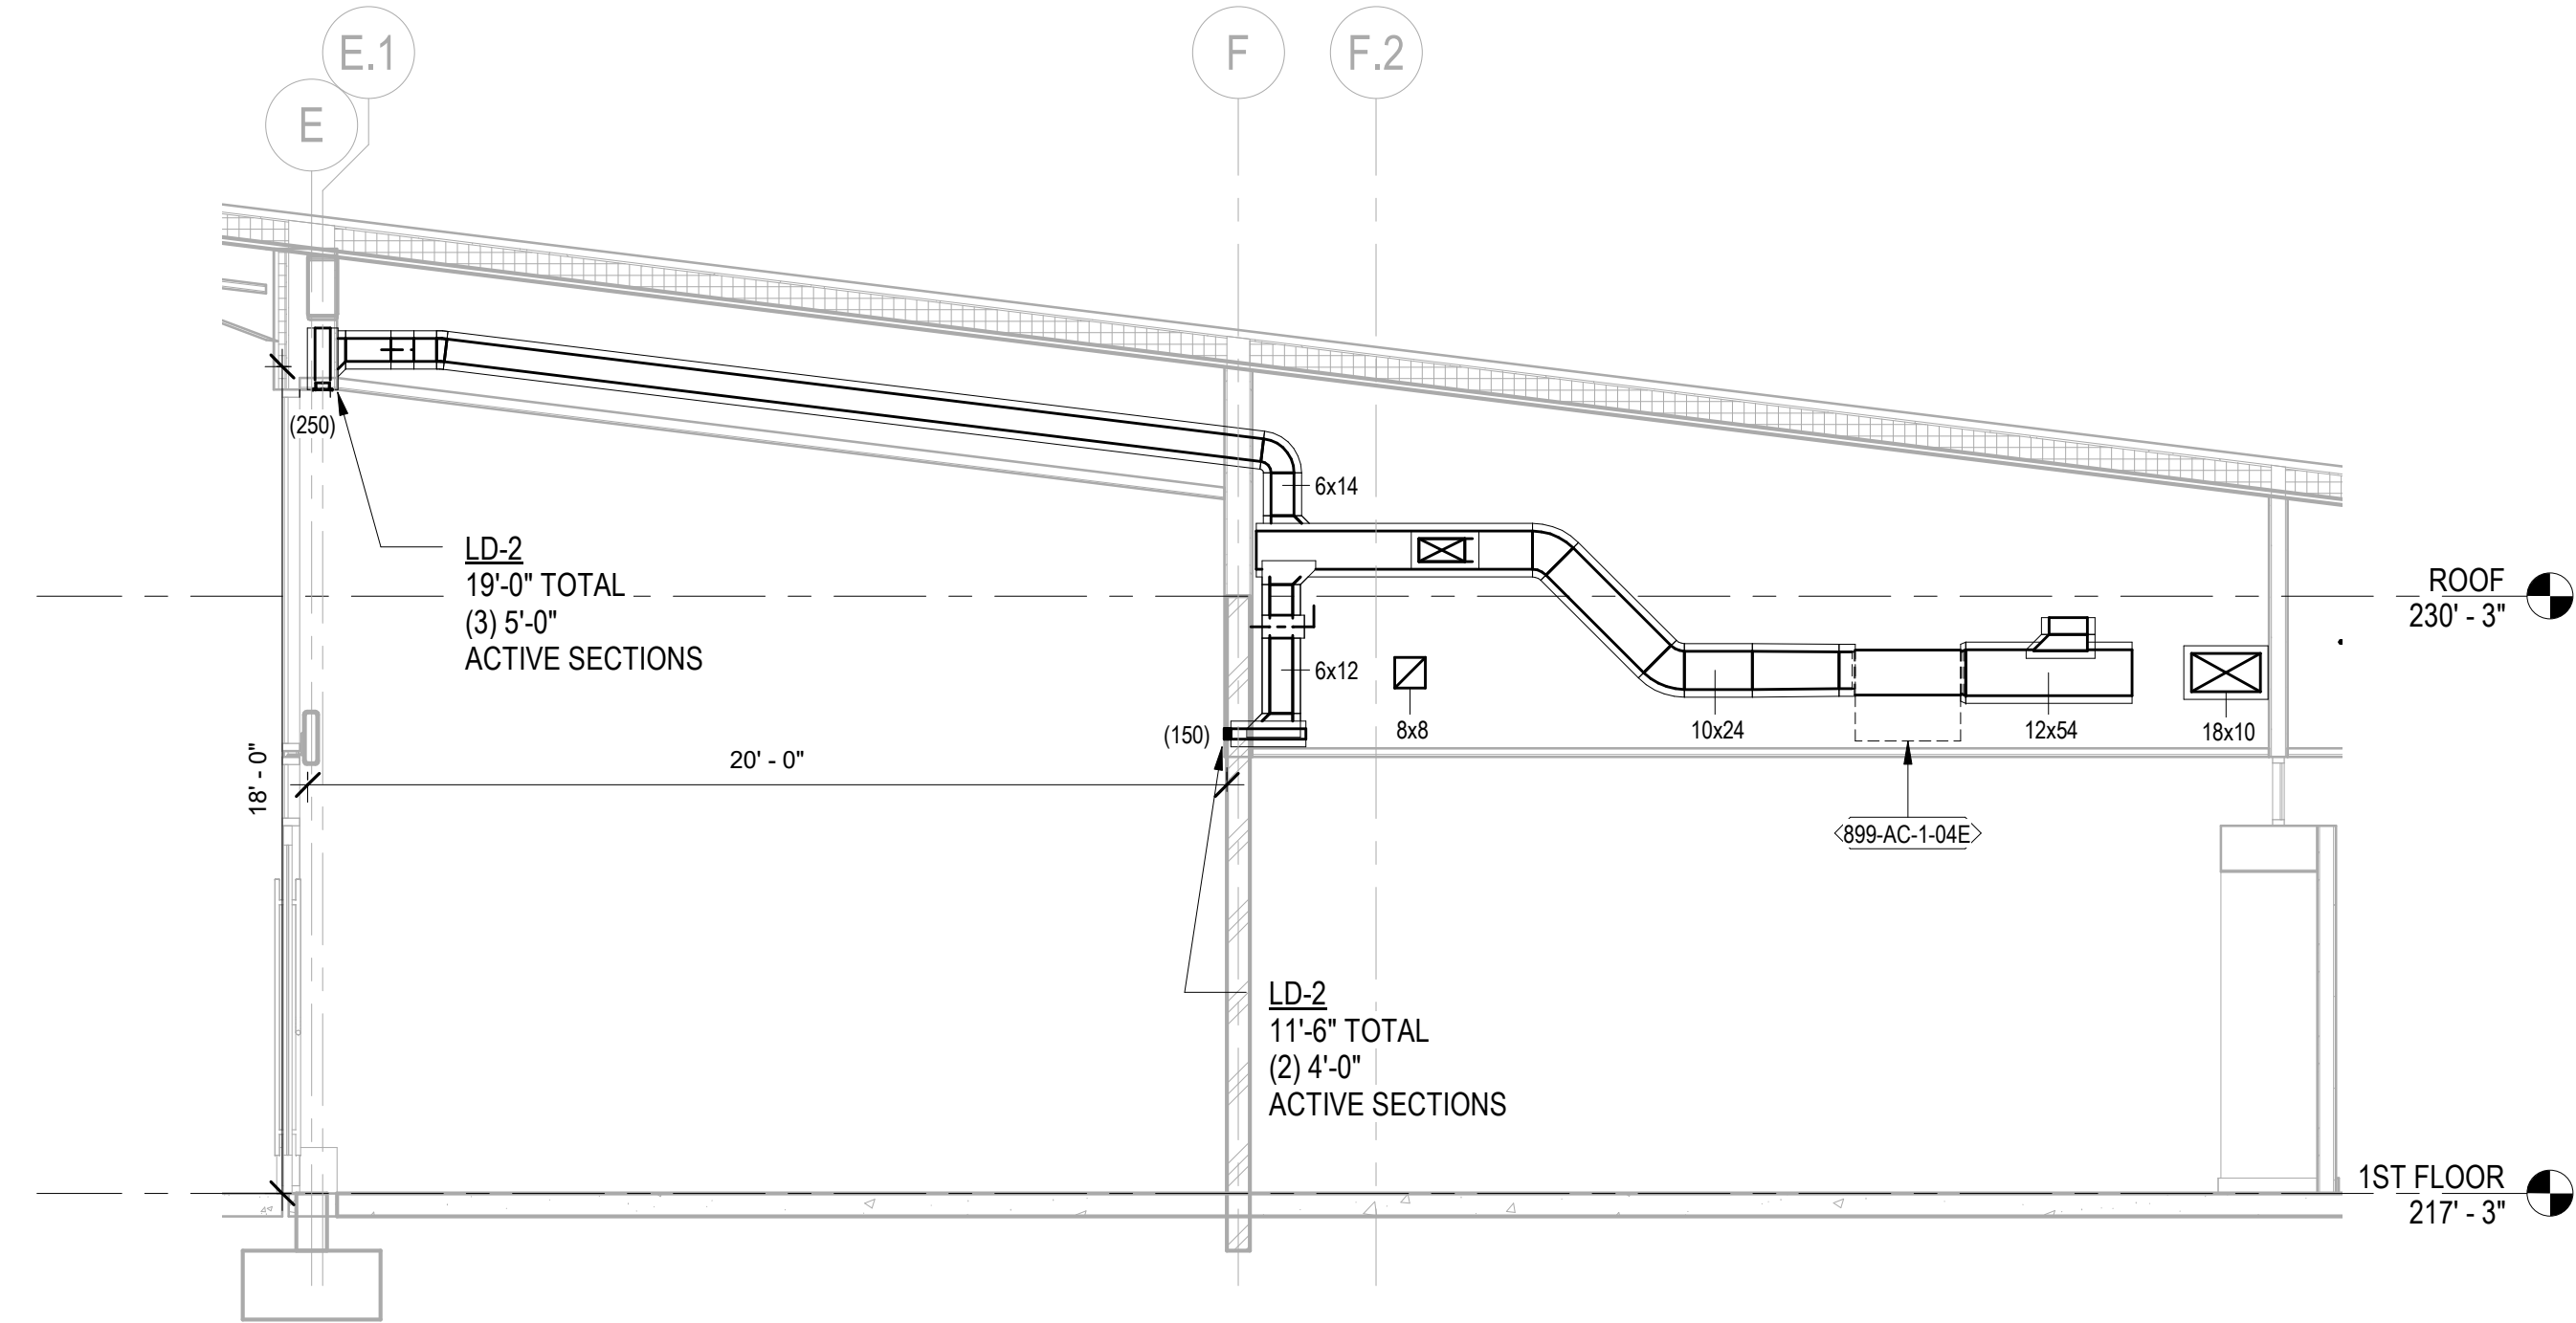 E.1
F
F.2
E
(250)
6x14
LD-2
19'-0" TOTAL
(3) 5'-0"
ACTIVE SECTIONS
ROOF
230' - 3"
6x12
(150)
8x8
10x24
12x54
18x10
20' - 0"
18' - 0"
899-AC-1-04E
LD-2
11'-6" TOTAL
(2) 4'-0"
ACTIVE SECTIONS
1ST FLOOR
217' - 3"